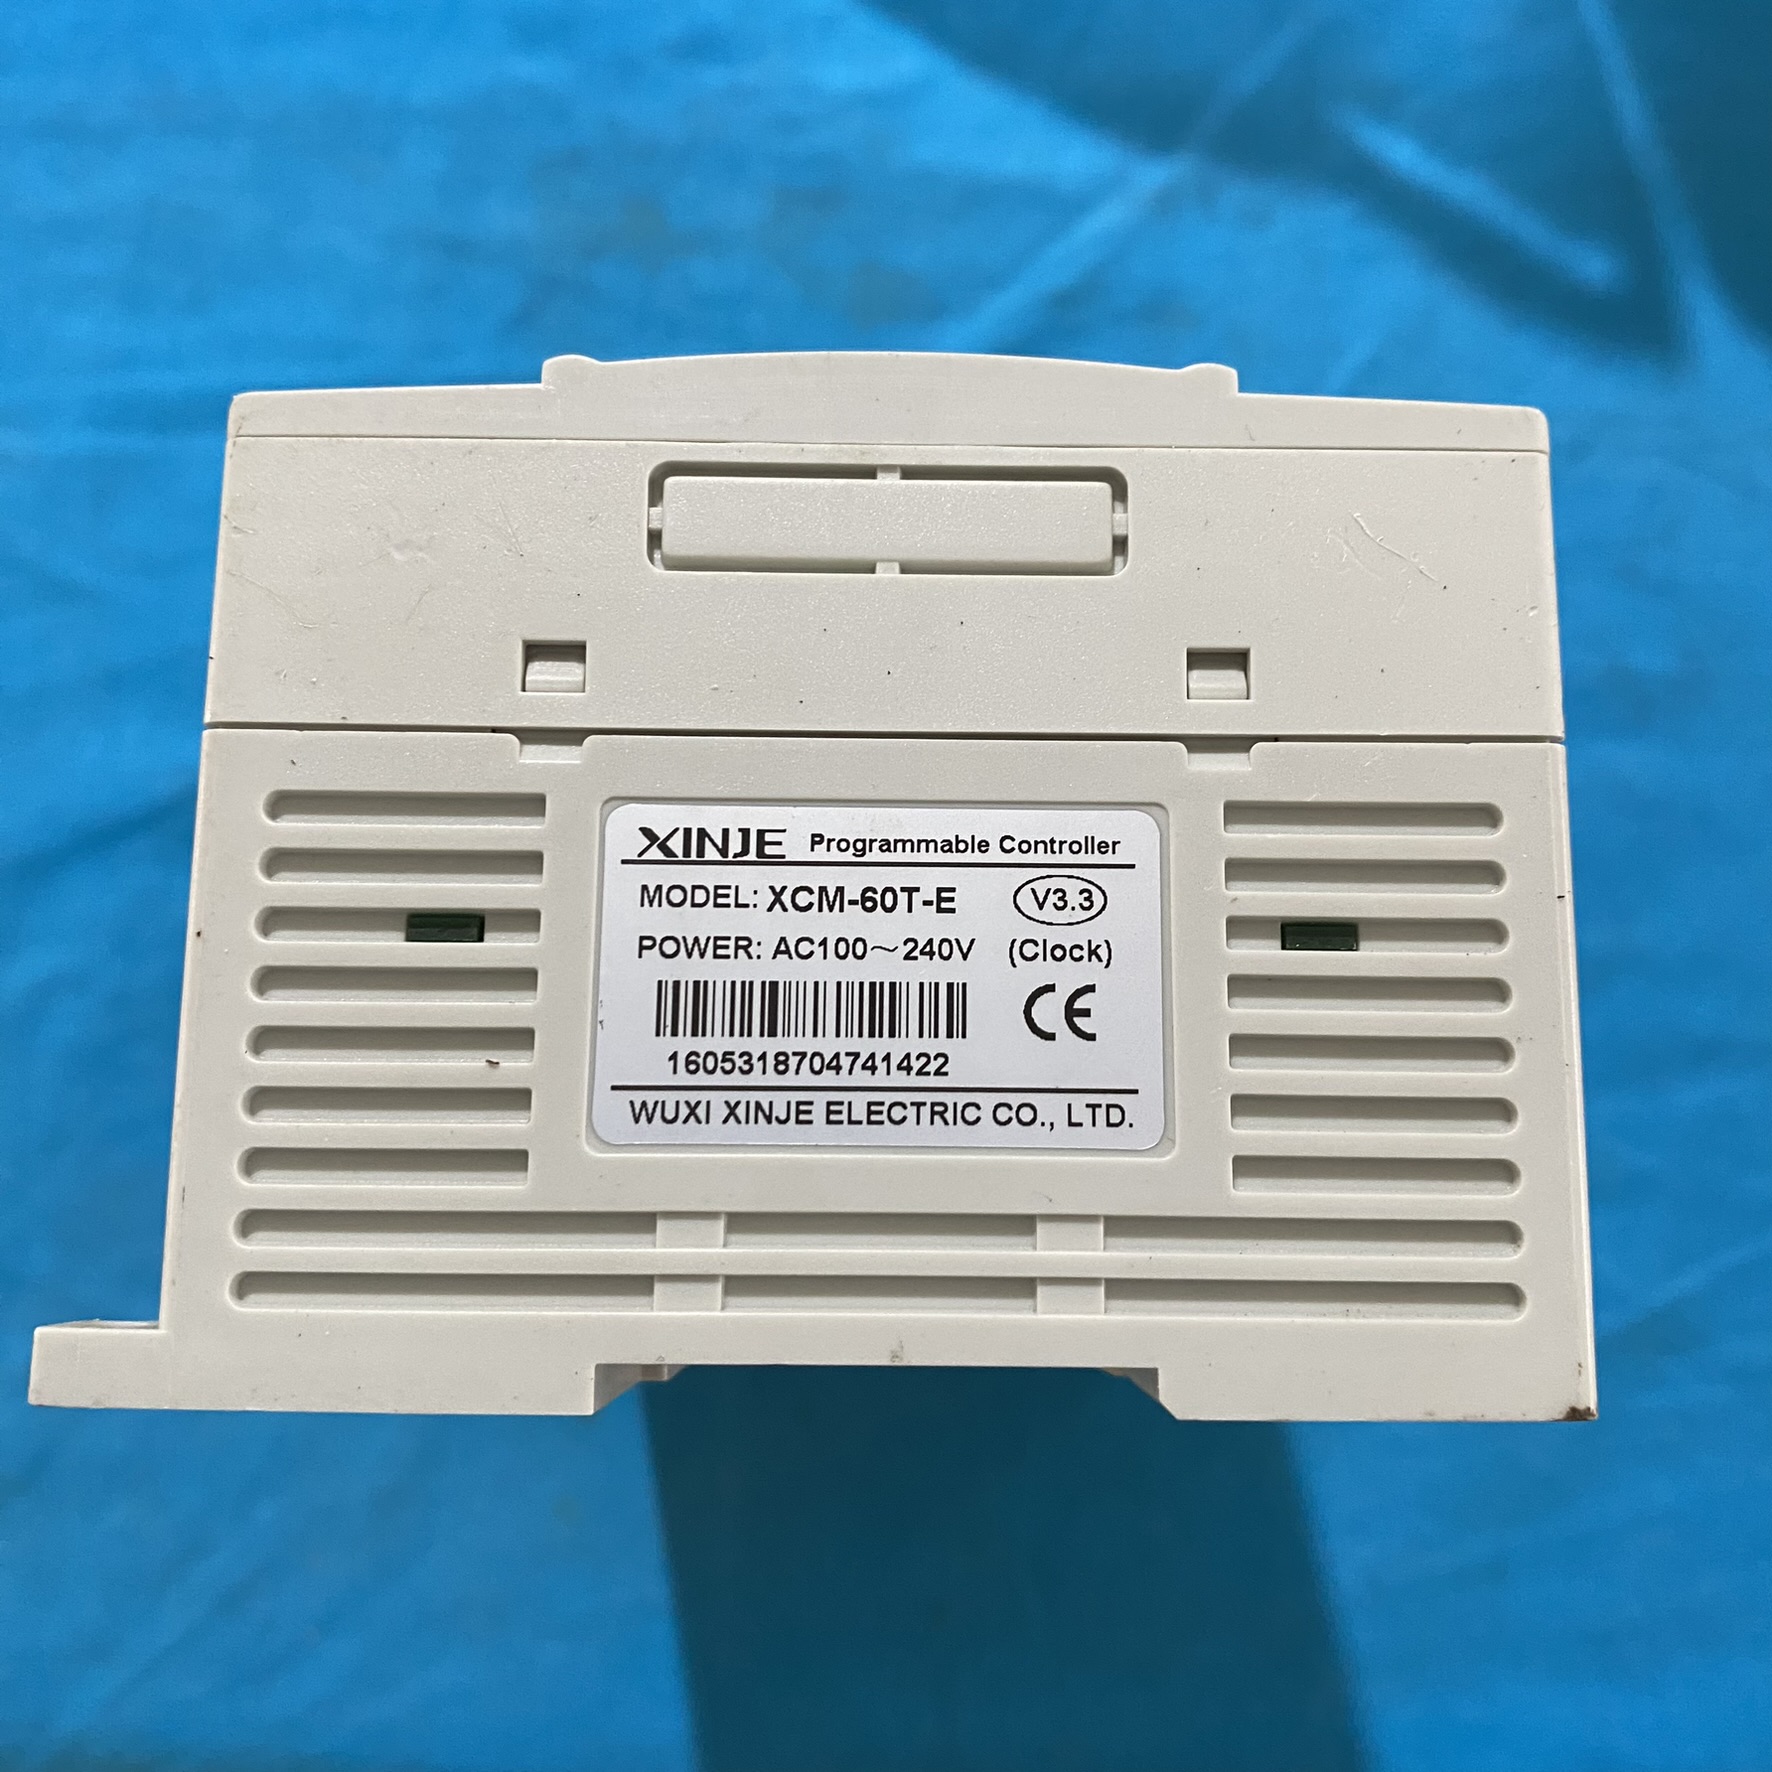 XINJE Programmable Controller
MODEL: XCM-60T-E V3.3
POWER: AC100～240V (Clock)
CE
1605318704741422
WUXI XINJE ELECTRIC CO., LTD.